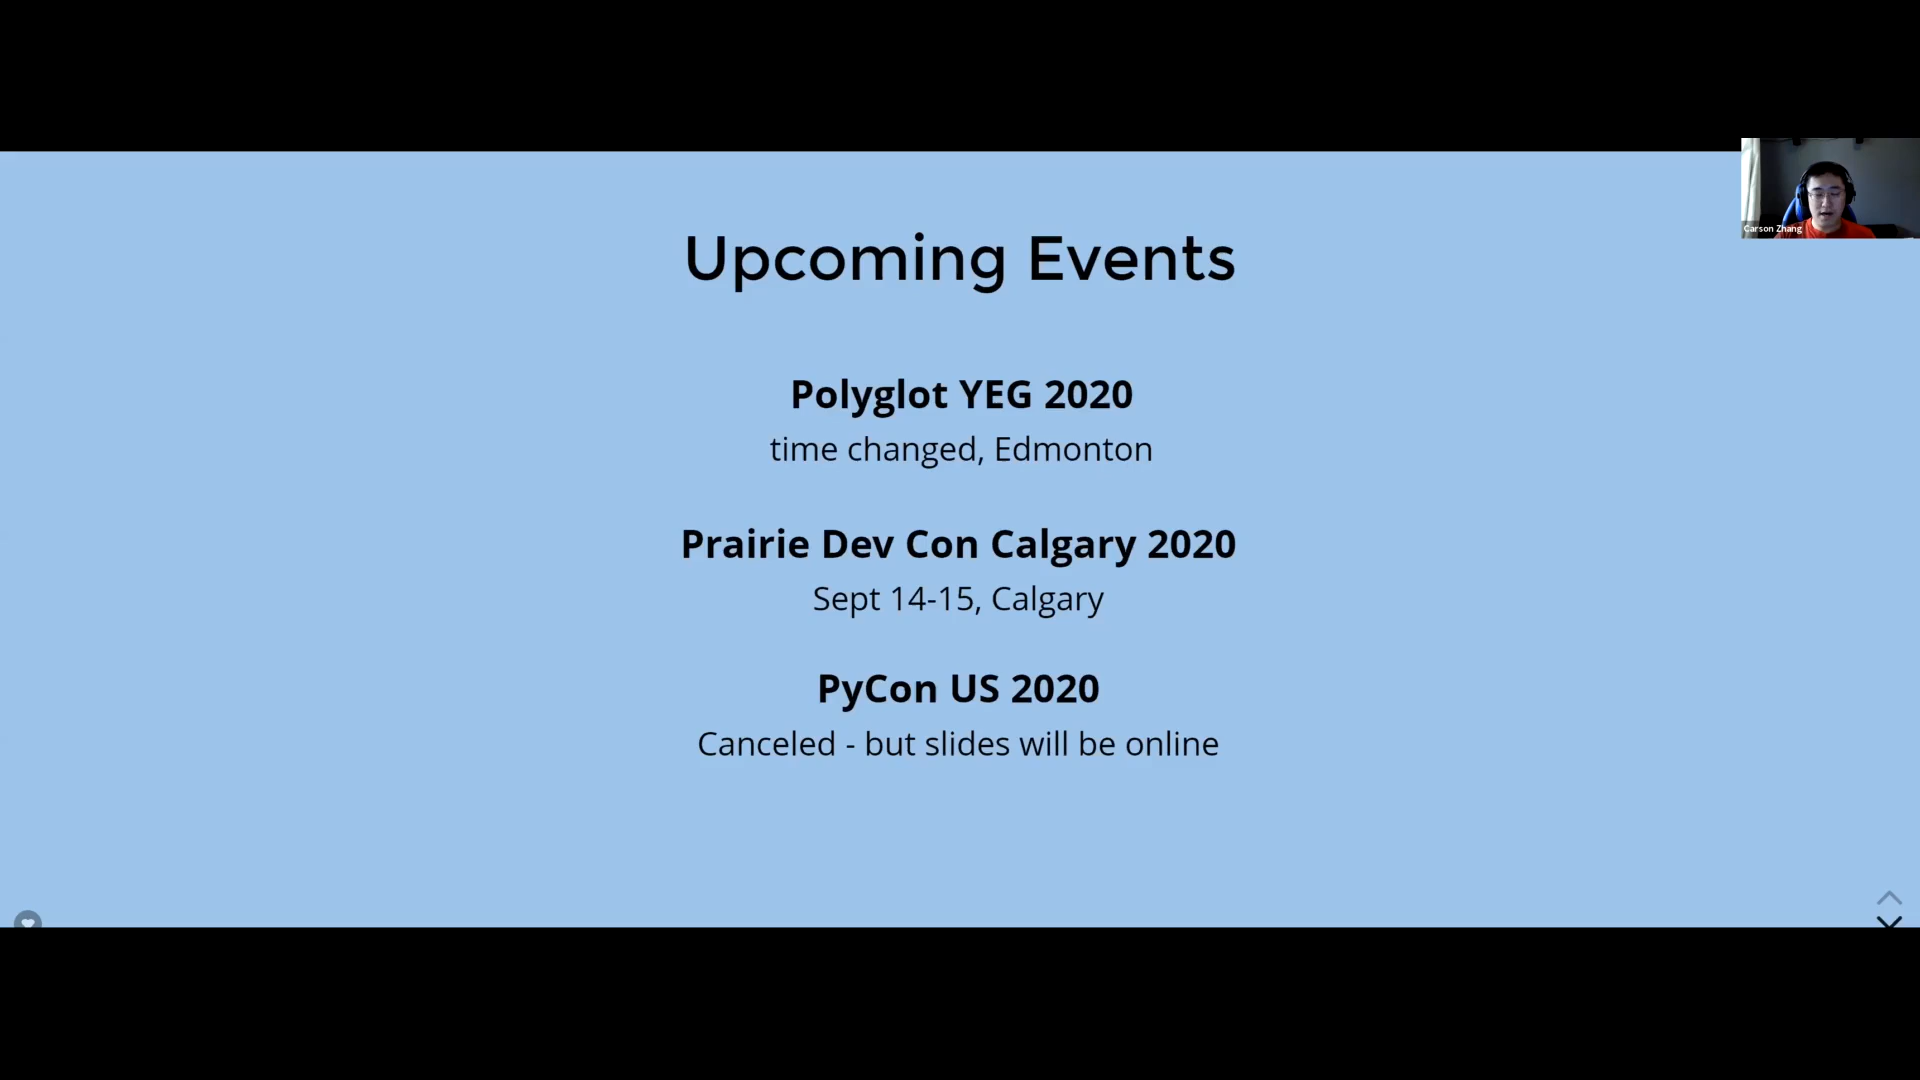 Upcoming Events
Polyglot YEG 2020
time changed, Edmonton
Prairie Dev Con Calgary 2020
Sept 14-15, Calgary
PyCon US 2020
Canceled - but slides will be online
Carson Zhang